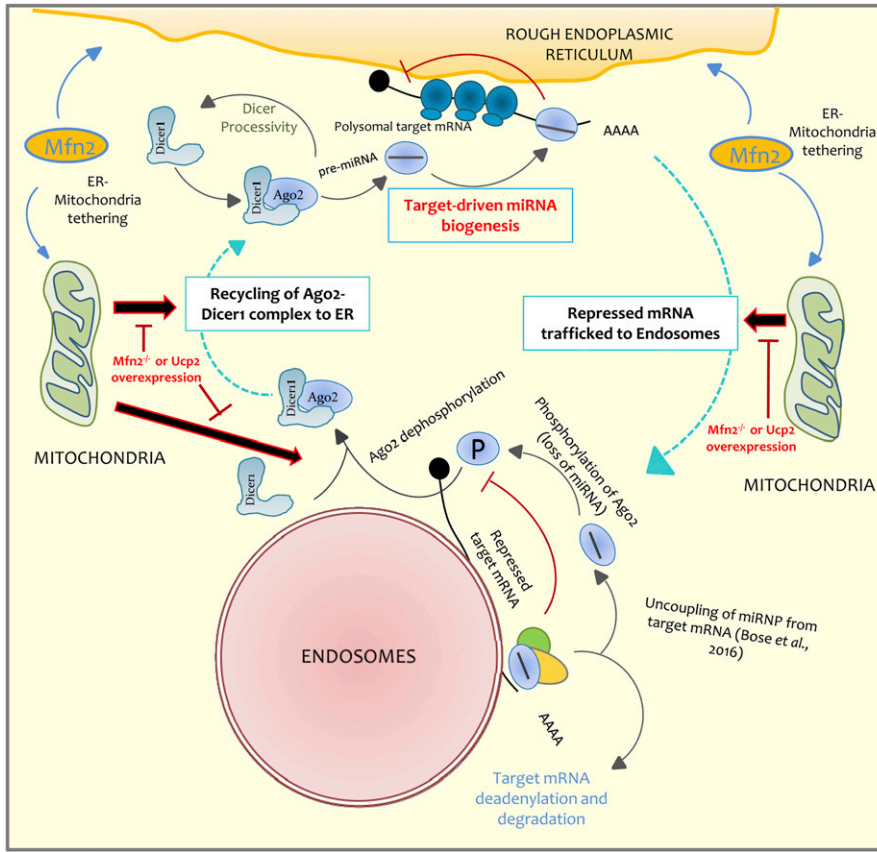 ROUGH ENDOPLASMIC
RETICULUM
Mfn2
ER-
Mitochondria
tethering
Dicer1
Dicer
Processivity
Dicer1
Ago2
pre-miRNA
Polysomal target mRNA
AAAA
Target-driven miRNA
biogenesis
ER-
Mitochondria
tethering
Mfn2
Recycling of Ago2-
Dicer1 complex to ER
Repressed mRNA
trafficked to Endosomes
Mfn2-/- or Ucp2
overexpression
Mfn2-/- or Ucp2
overexpression
MITOCHONDRIA
MITOCHONDRIA
Dicer1
Ago2
Dicer1
Ago2 dephosphorylation
P
Phosphorylation of Ago2
(loss of miRNA)
Repressed
target mRNA
ENDOSOMES
Uncoupling of miRNP from
target mRNA (Bose et al.,
2016)
AAAA
Target mRNA
deadenylation and
degradation